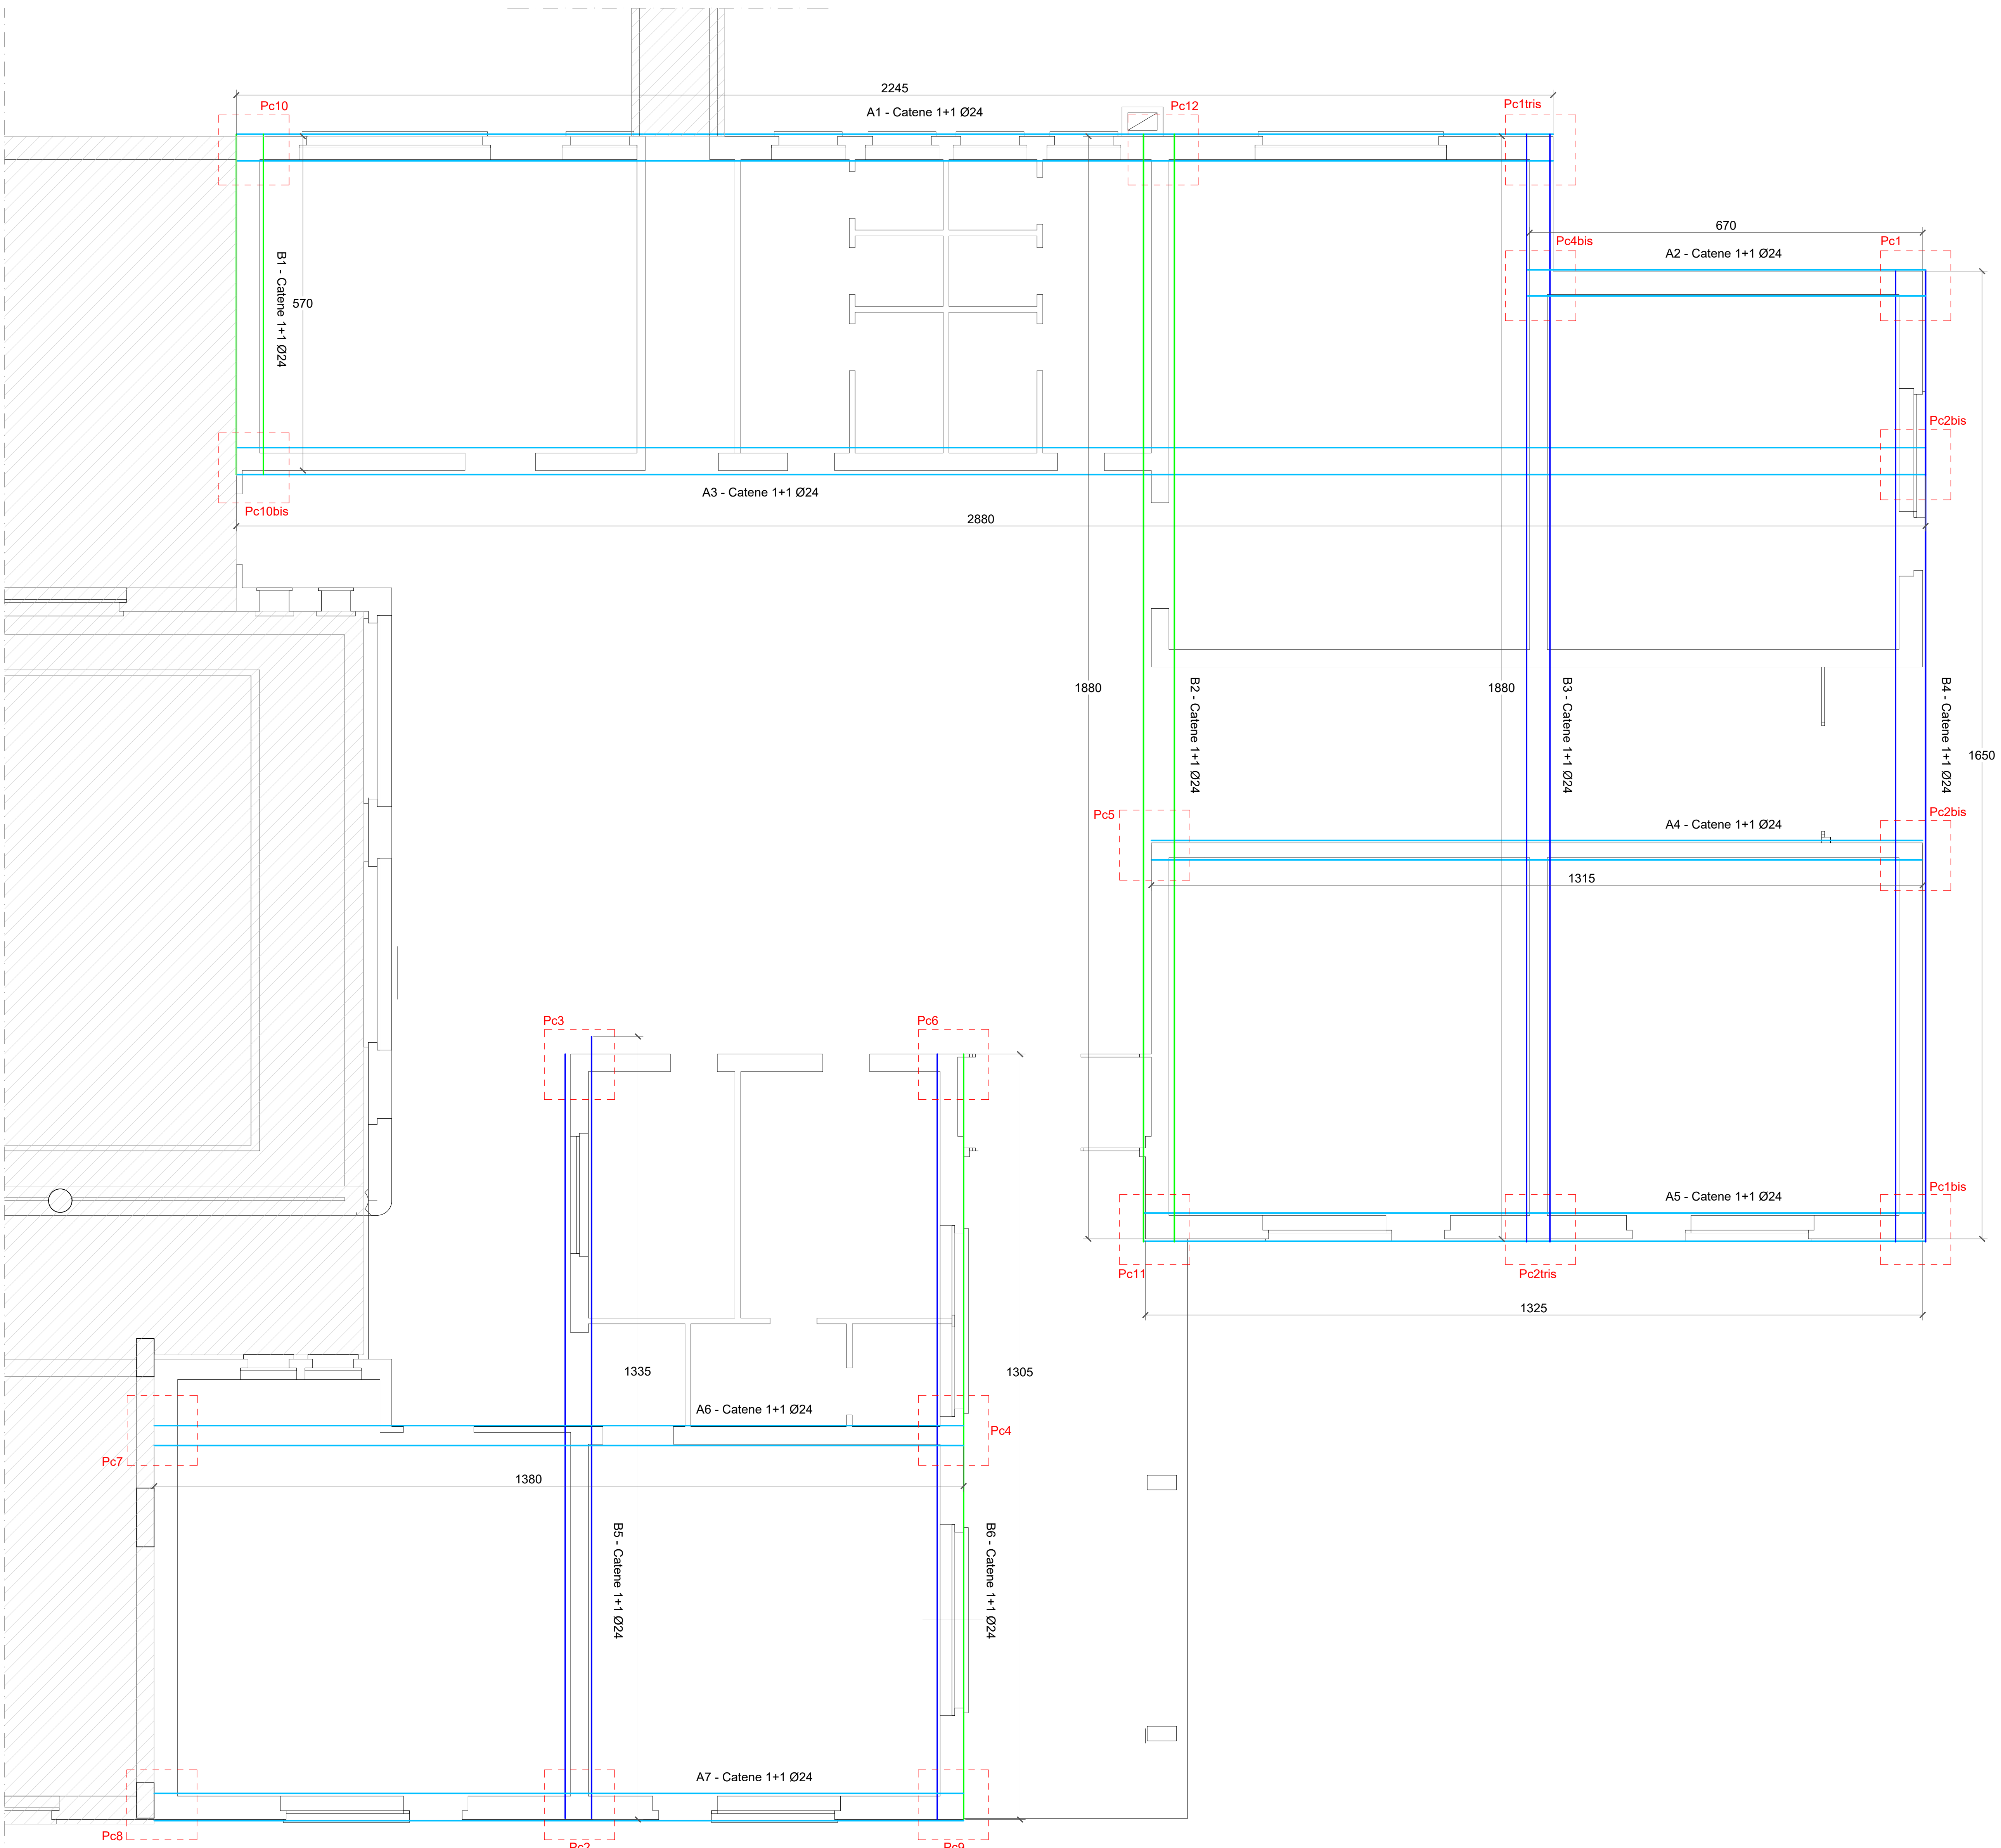 2245
A1 - Catene 1+1 Ø24
Pc10
Pc12
Pc1tris
670
Pc4bis
A2 - Catene 1+1 Ø24
Pc1
B1 - Catene 1+1 Ø24
570
Pc2bis
A3 - Catene 1+1 Ø24
Pc10bis
2880
1880
B2 - Catene 1+1 Ø24
1880
B3 - Catene 1+1 Ø24
B4 - Catene 1+1 Ø24
1650
Pc5
A4 - Catene 1+1 Ø24
Pc2bis
1315
Pc3
Pc6
A5 - Catene 1+1 Ø24
Pc1bis
Pc11
Pc2tris
1325
1335
1305
A6 - Catene 1+1 Ø24
Pc4
Pc7
1380
B5 - Catene 1+1 Ø24
B6 - Catene 1+1 Ø24
A7 - Catene 1+1 Ø24
Pc8
Pc2
Pc9